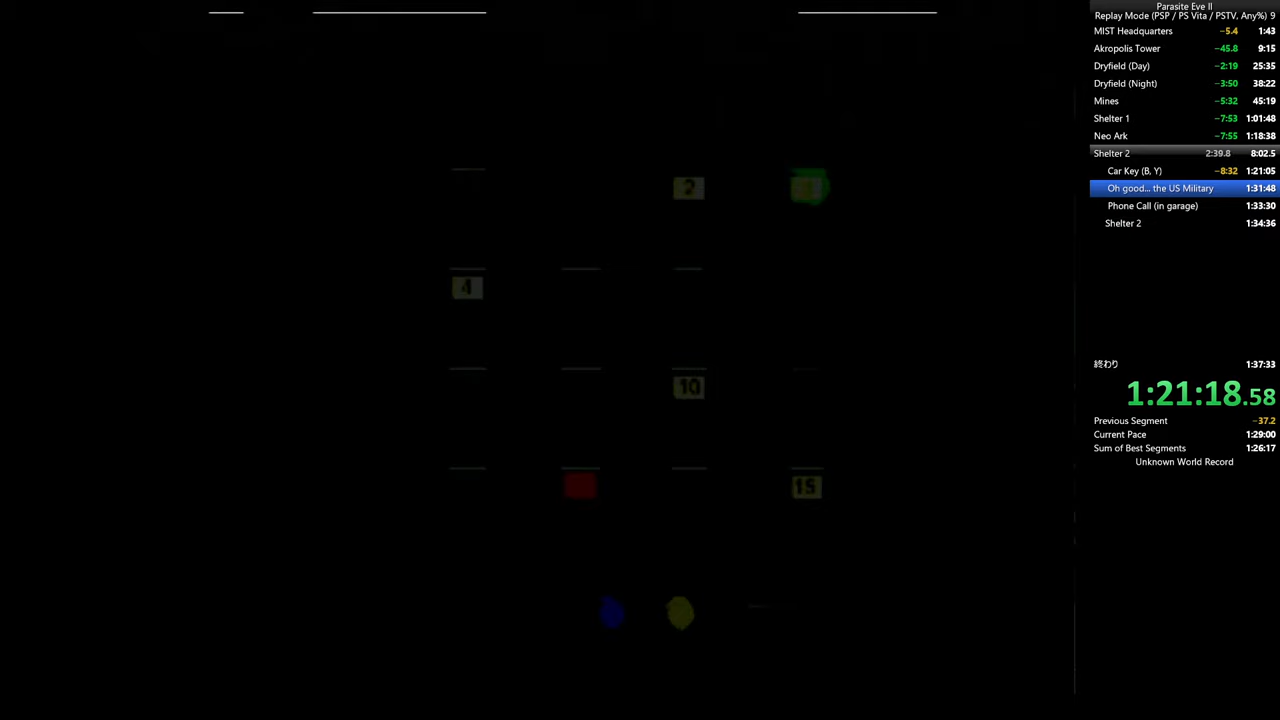 Parasite Eve II
Replay Mode (PSP / PS Vita / PSTV, Any%) 9
MIST Headquarters -5.4 1:43
Akropolis Tower -45.8 9:15
Dryfield (Day) -2:19 25:35
Dryfield (Night) -3:50 38:22
Mines -5:32 45:19
Shelter 1 -7:53 1:01:48
Neo Ark -7:55 1:18:38
Shelter 2 2:39.8 8:02.5
Car Key (B, Y) -8:32 1:21:05
Oh good... the US Military 1:31:48
Phone Call (in garage) 1:33:30
Shelter 2 1:34:36
終わり 1:37:33
1:21:18.58
Previous Segment -37.2
Current Pace 1:29:00
Sum of Best Segments 1:26:17
Unknown World Record
2
4
10
15